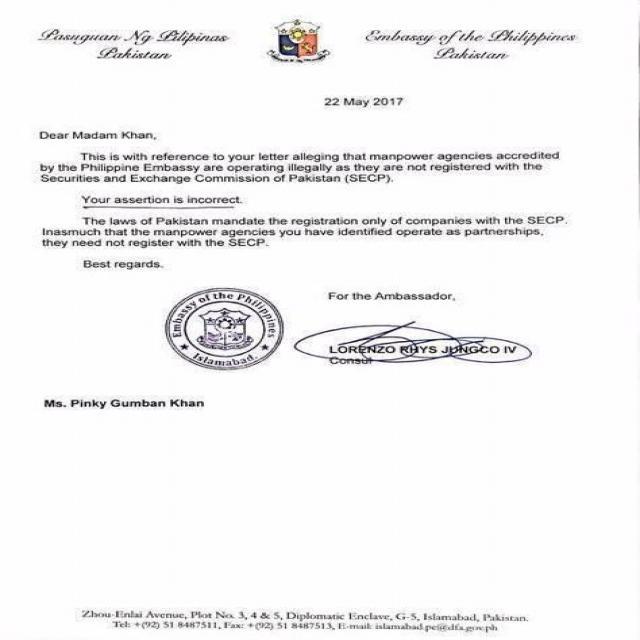 Pasuguan Ng Pilipinas
Pakistan
Embassy of the Philippines
Pakistan
22 May 2017
Dear Madam Khan,
This is with reference to your letter alleging that manpower agencies accredited
by the Philippine Embassy are operating illegally as they are not registered with the
Securities and Exchange Commission of Pakistan (SECP).
Your assertion is incorrect.
The laws of Pakistan mandate the registration only of companies with the SECP.
Inasmuch that the manpower agencies you have identified operate as partnerships,
they need not register with the SECP.
Best regards.
For the Ambassador,
Embassy of the Philippines
Islamabad.
LORENZO RHYS JUNGCO IV
Consul
Ms. Pinky Gumban Khan
Zhou-Enlai Avenue, Plot No. 3, 4 & 5, Diplomatic Enclave, G-5, Islamabad, Pakistan.
Tel: +(92) 51 8487511, Fax: +(92) 51 8487513, E-mail: islamabad.pe@dfa.gov.ph